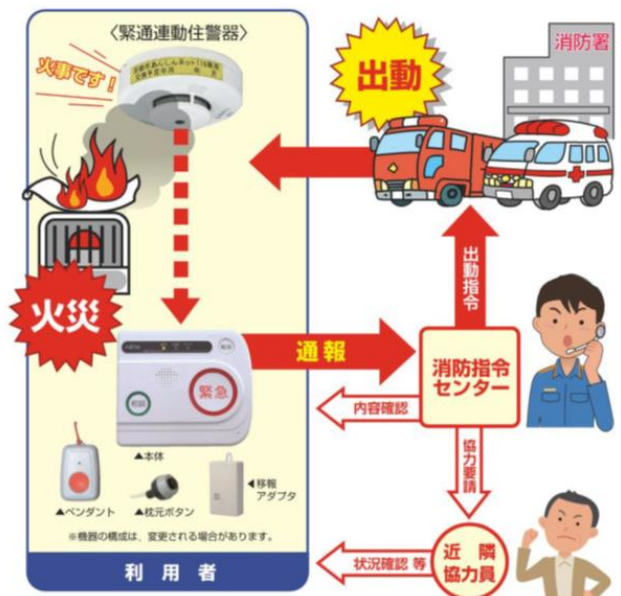 〈緊通連動住警器〉
火事です!
出動
消防署
火災
出動指令
通報
消防指令
センター
緊急
相談
内容確認
▲本体
協力要請
▲ペンダント
▲枕元ボタン
◀移報
アダプタ
※機器の構成は、変更される場合があります。
利用者
状況確認 等
近隣
協力員